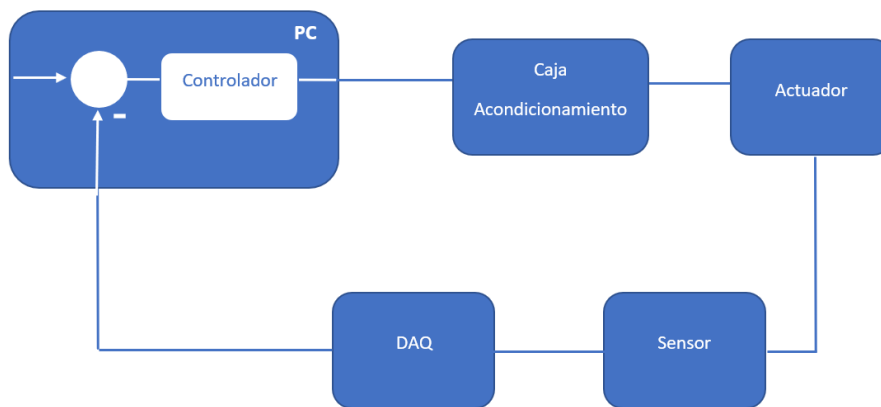 PC
Controlador
Caja
Acondicionamiento
Actuador
DAQ
Sensor